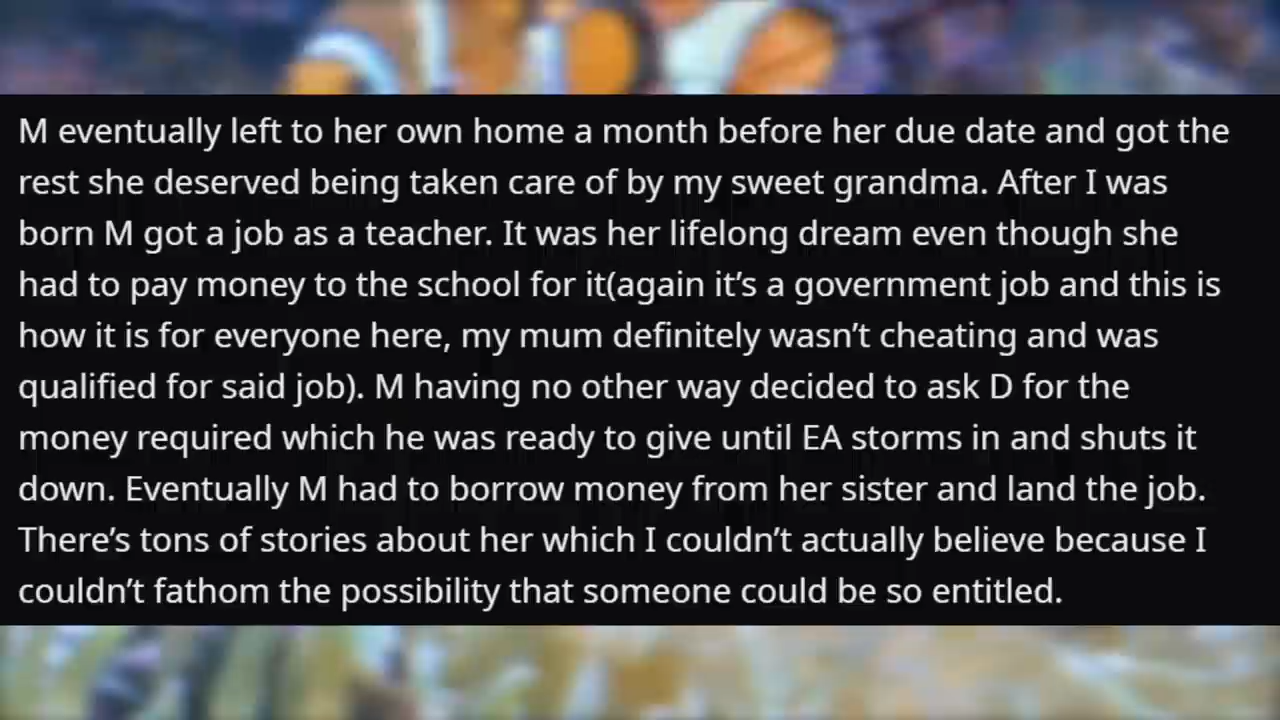 M eventually left to her own home a month before her due date and got the
rest she deserved being taken care of by my sweet grandma. After I was
born M got a job as a teacher. It was her lifelong dream even though she
had to pay money to the school for it(again it’s a government job and this is
how it is for everyone here, my mum definitely wasn’t cheating and was
qualified for said job). M having no other way decided to ask D for the
money required which he was ready to give until EA storms in and shuts it
down. Eventually M had to borrow money from her sister and land the job.
There’s tons of stories about her which I couldn’t actually believe because I
couldn’t fathom the possibility that someone could be so entitled.